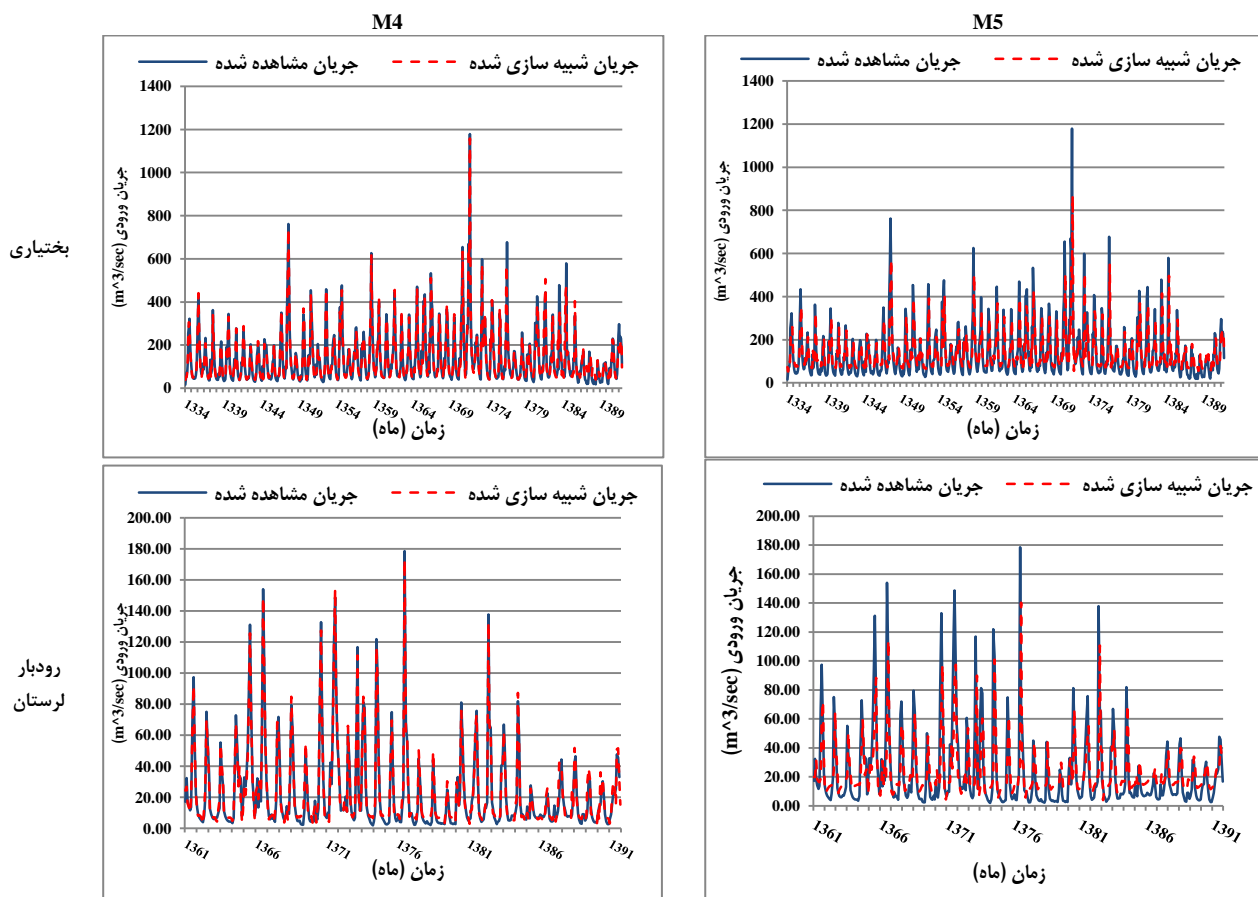 M4
M5
بختیاری
جریان مشاهده شده
جریان شبیه سازی شده
جریان ورودی (m^3/sec)
1400
1200
1000
800
600
400
200
0
1334 1339 1344 1349 1354 1359 1364 1369 1374 1379 1384 1389
زمان (ماه)
جریان مشاهده شده
جریان شبیه سازی شده
جریان ورودی (m^3/sec)
1400
1200
1000
800
600
400
200
0
1334 1339 1344 1349 1354 1359 1364 1369 1374 1379 1384 1389
زمان (ماه)
رودبار
لرستان
جریان مشاهده شده
جریان شبیه سازی شده
جریان ورودی (m^3/sec)
200.00
180.00
160.00
140.00
120.00
100.00
80.00
60.00
40.00
20.00
0.00
1361 1366 1371 1376 1381 1386 1391
زمان (ماه)
جریان مشاهده شده
جریان شبیه سازی شده
جریان ورودی (m^3/sec)
200.00
180.00
160.00
140.00
120.00
100.00
80.00
60.00
40.00
20.00
0.00
1361 1366 1371 1376 1381 1386 1391
زمان (ماه)